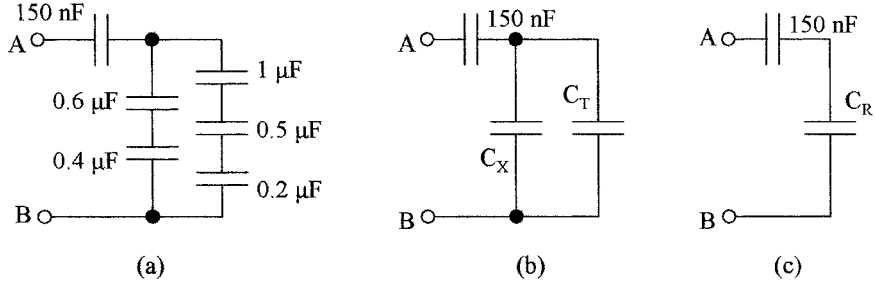 150 nF
A
0.6 μF
0.4 μF
1 μF
0.5 μF
0.2 μF
B
(a)
150 nF
A
C_T
C_X
B
(b)
150 nF
A
C_R
B
(c)